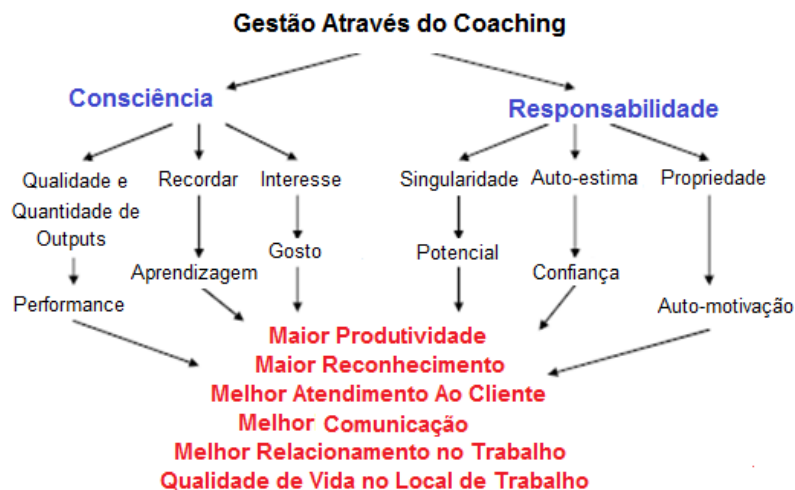 Gestão Através do Coaching
Consciência
Responsabilidade
Qualidade e
Quantidade de
Outputs
Recordar
Interesse
Singularidade
Auto-estima
Propriedade
Performance
Aprendizagem
Gosto
Potencial
Confiança
Auto-motivação
Maior Produtividade
Maior Reconhecimento
Melhor Atendimento Ao Cliente
Melhor Comunicação
Melhor Relacionamento no Trabalho
Qualidade de Vida no Local de Trabalho